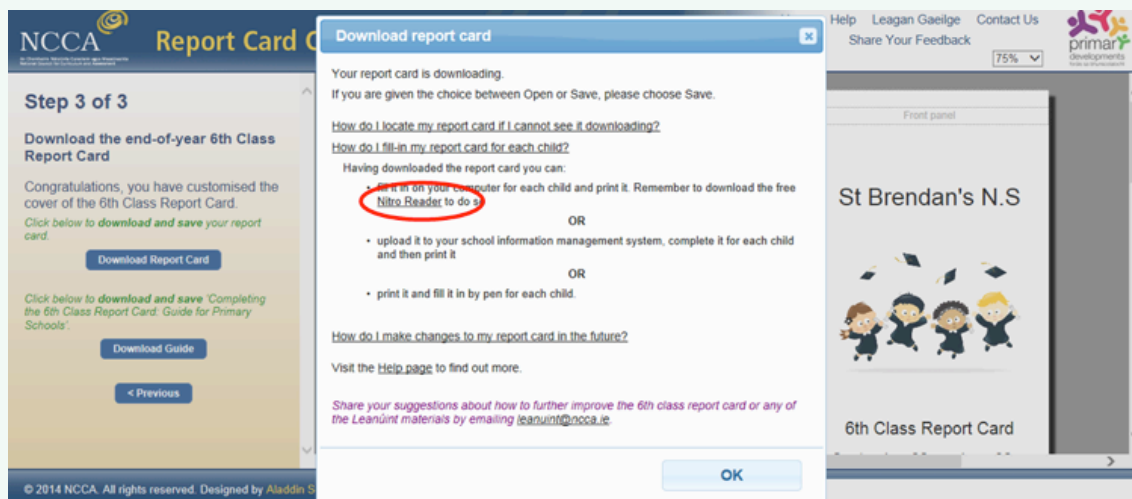 Help Leagan Gaeilge Contact Us
Share Your Feedback
75%
NCCA
Report Card C
primar
developments
Step 3 of 3
Download the end-of-year 6th Class
Report Card
Congratulations, you have customised the
cover of the 6th Class Report Card.
Click below to download and save your report
card.
Download Report Card
Click below to download and save 'Completing
the 6th Class Report Card: Guide for Primary
Schools'.
Download Guide
< Previous
© 2014 NCCA. All rights reserved. Designed by Aladdin S
Download report card
Your report card is downloading.
If you are given the choice between Open or Save, please choose Save.
How do I locate my report card if I cannot see it downloading?
How do I fill-in my report card for each child?
Having downloaded the report card you can:
• fill it in on your computer for each child and print it. Remember to download the free
Nitro Reader to do s
OR
• upload it to your school information management system, complete it for each child
and then print it
OR
• print it and fill it in by pen for each child.
How do I make changes to my report card in the future?
Visit the Help page to find out more.
Share your suggestions about how to further improve the 6th class report card or any of
the Leanúint materials by emailing leanuint@ncca.ie.
OK
Front panel
St Brendan's N.S
6th Class Report Card